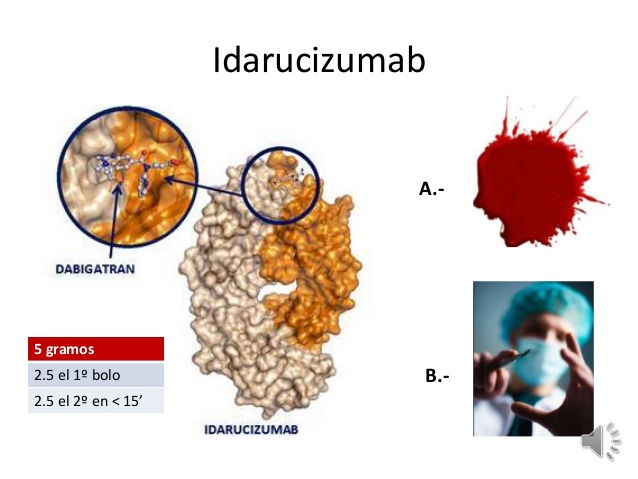 Idarucizumab
DABIGATRAN
A.-
5 gramos
2.5 el 1º bolo
2.5 el 2º en < 15’
B.-
IDARUCIZUMAB